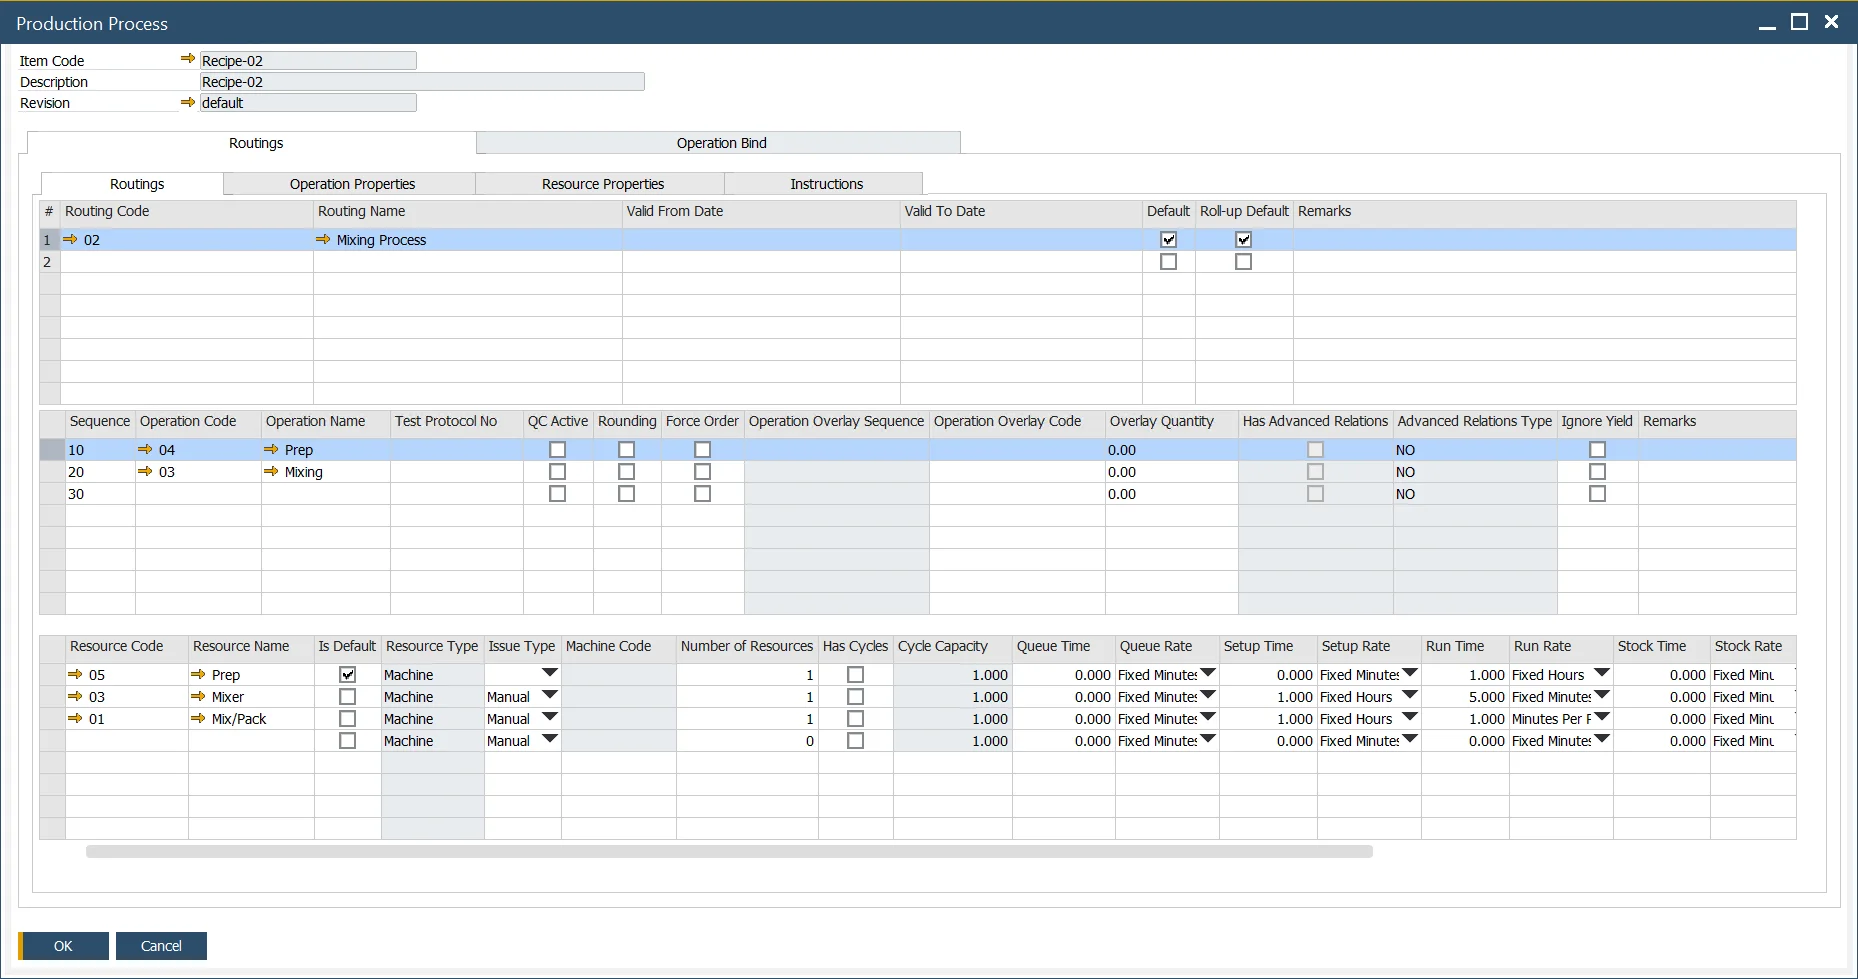 Production Process
Item Code Recipe-02
Description Recipe-02
Revision default
Routings Operation Bind
Routings Operation Properties Resource Properties Instructions
# Routing Code Routing Name Valid From Date Valid To Date Default Roll-up Default Remarks
1 02 Mixing Process
2
Sequence Operation Code Operation Name Test Protocol No QC Active Rounding Force Order Operation Overlay Sequence Operation Overlay Code Overlay Quantity Has Advanced Relations Advanced Relations Type Ignore Yield Remarks
10 04 Prep 0.00 NO
20 03 Mixing 0.00 NO
30 0.00 NO
Resource Code Resource Name Is Default Resource Type Issue Type Machine Code Number of Resources Has Cycles Cycle Capacity Queue Time Queue Rate Setup Time Setup Rate Run Time Run Rate Stock Time Stock Rate
05 Prep Machine 1 1.000 0.000 Fixed Minutes 0.000 Fixed Minutes 1.000 Fixed Hours 0.000 Fixed Minu
03 Mixer Machine Manual 1 1.000 0.000 Fixed Minutes 1.000 Fixed Hours 5.000 Fixed Minutes 0.000 Fixed Minu
01 Mix/Pack Machine Manual 1 1.000 0.000 Fixed Minutes 1.000 Fixed Hours 1.000 Minutes Per F 0.000 Fixed Minu
Machine Manual 0 1.000 0.000 Fixed Minutes 0.000 Fixed Minutes 0.000 Fixed Minutes 0.000 Fixed Minu
OK Cancel